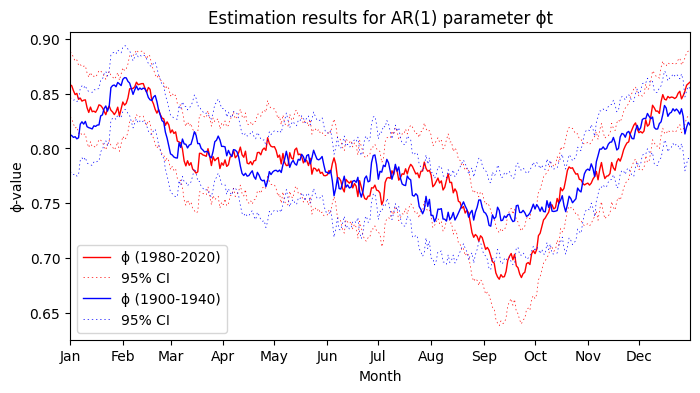 Estimation results for AR(1) parameter ϕt
0.90
0.85
0.80
0.75
0.70
0.65
ϕ-value
ϕ (1980-2020)
95% CI
ϕ (1900-1940)
95% CI
Jan Feb Mar Apr May Jun Jul Aug Sep Oct Nov Dec
Month